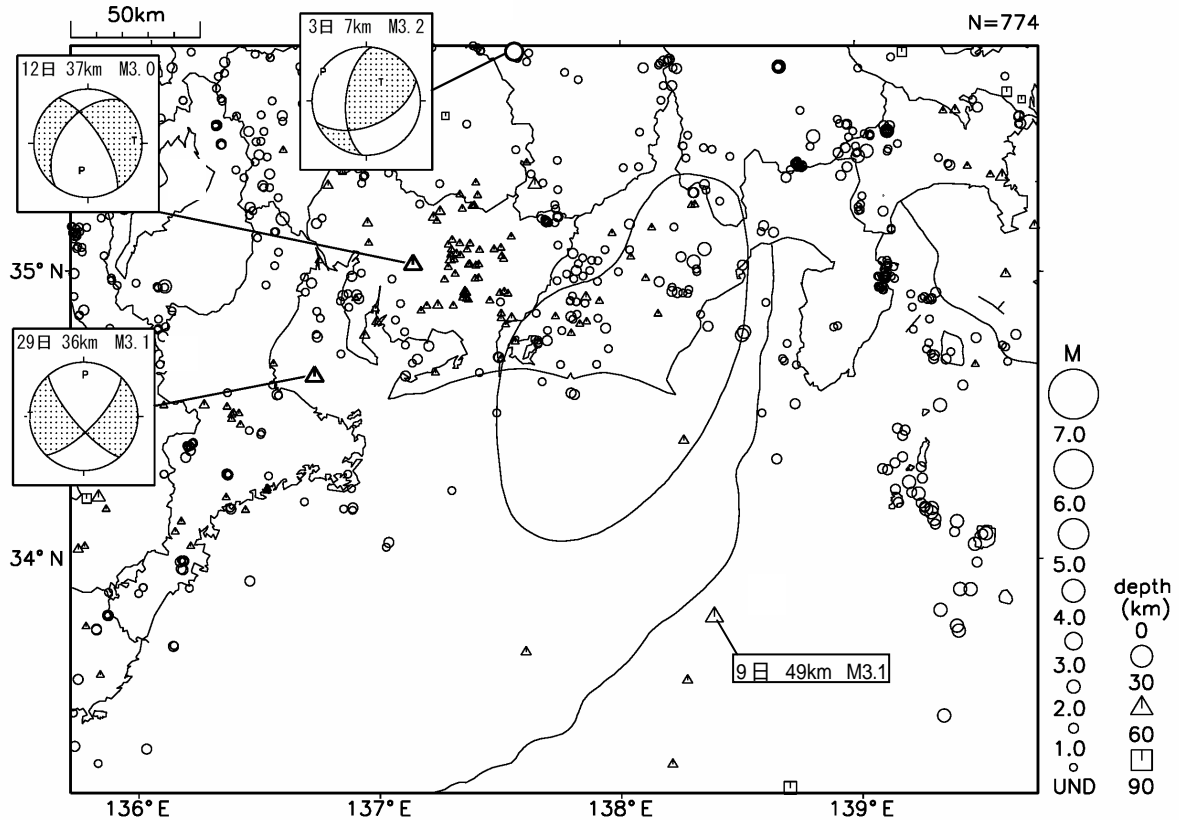 50km
N=774
3日 7km M3.2
P
T
12日 37km M3.0
T
P
29日 36km M3.1
P
35°N
34°N
9日 49km M3.1
136°E
137°E
138°E
139°E
M
7.0
6.0
5.0
4.0
3.0
2.0
1.0
UND
depth
(km)
0
30
60
90